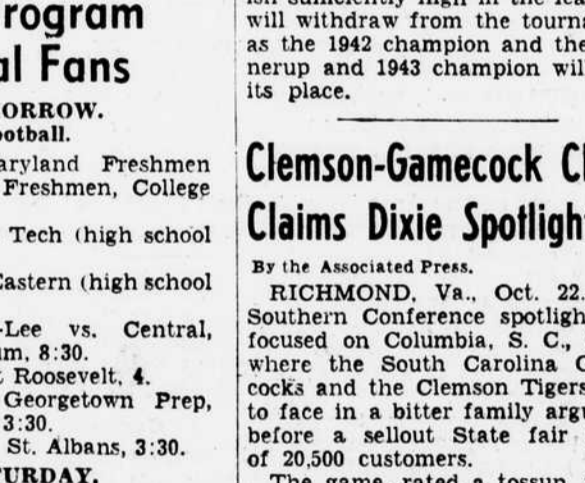 rogram
al Fans
ORROW.
ootball.
aryland Freshmen
Freshmen, College
Tech (high school
Eastern (high school
-Lee vs. Central,
um, 8:30.
Roosevelt, 4.
Georgetown Prep,
3:30.
St. Albans, 3:30.
TURDAY.
will withdraw from the tourna
as the 1942 champion and the
nerup and 1943 champion wil
its place.
Clemson-Gamecock Cl
Claims Dixie Spotligh
By the Associated Press.
RICHMOND, Va., Oct. 22.
Southern Conference spotligh
focused on Columbia, S. C.,
where the South Carolina G
cocks and the Clemson Tigers
to face in a bitter family argu
before a sellout State fair
of 20,500 customers.
The game, rated a tossup